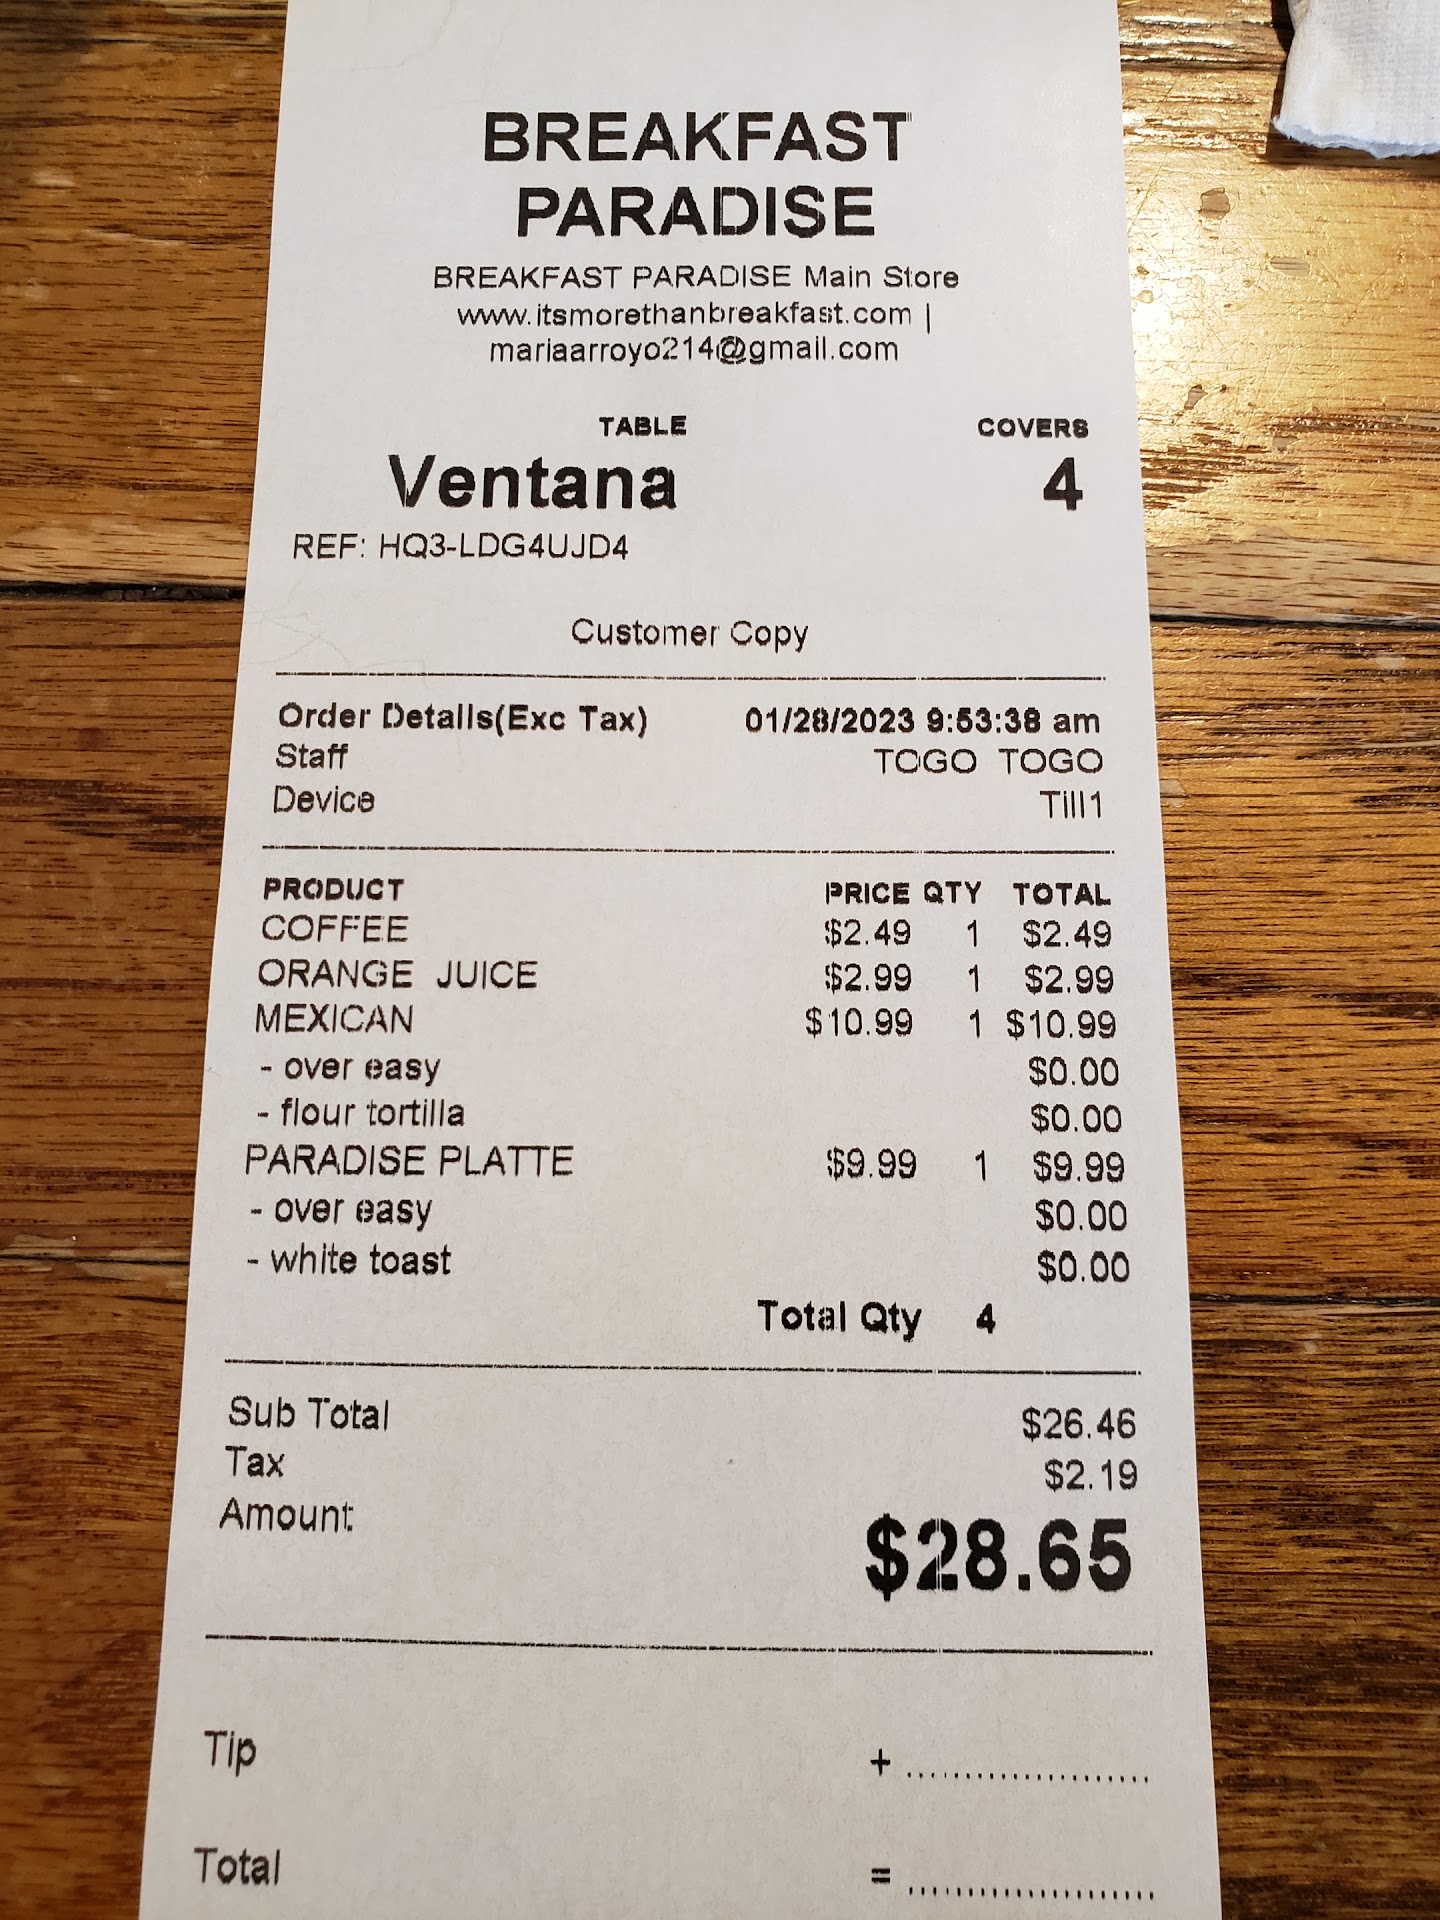 BREAKFAST
PARADISE
BREAKFAST PARADISE Main Store
www.itsmorethanbreakfast.com |
mariaarroyo214@gmail.com
TABLE COVERS
Ventana 4
REF: HQ3-LDG4UJD4
Customer Copy
Order Details(Exc Tax) 01/28/2023 9:53:38 am
Staff TOGO TOGO
Device Till1
PRODUCT PRICE QTY TOTAL
COFFEE $2.49 1 $2.49
ORANGE JUICE $2.99 1 $2.99
MEXICAN $10.99 1 $10.99
- over easy $0.00
- flour tortilla $0.00
PARADISE PLATTE $9.99 1 $9.99
- over easy $0.00
- white toast $0.00
Total Qty 4
Sub Total $26.46
Tax $2.19
Amount $28.65
Tip + ....................
Total = ....................